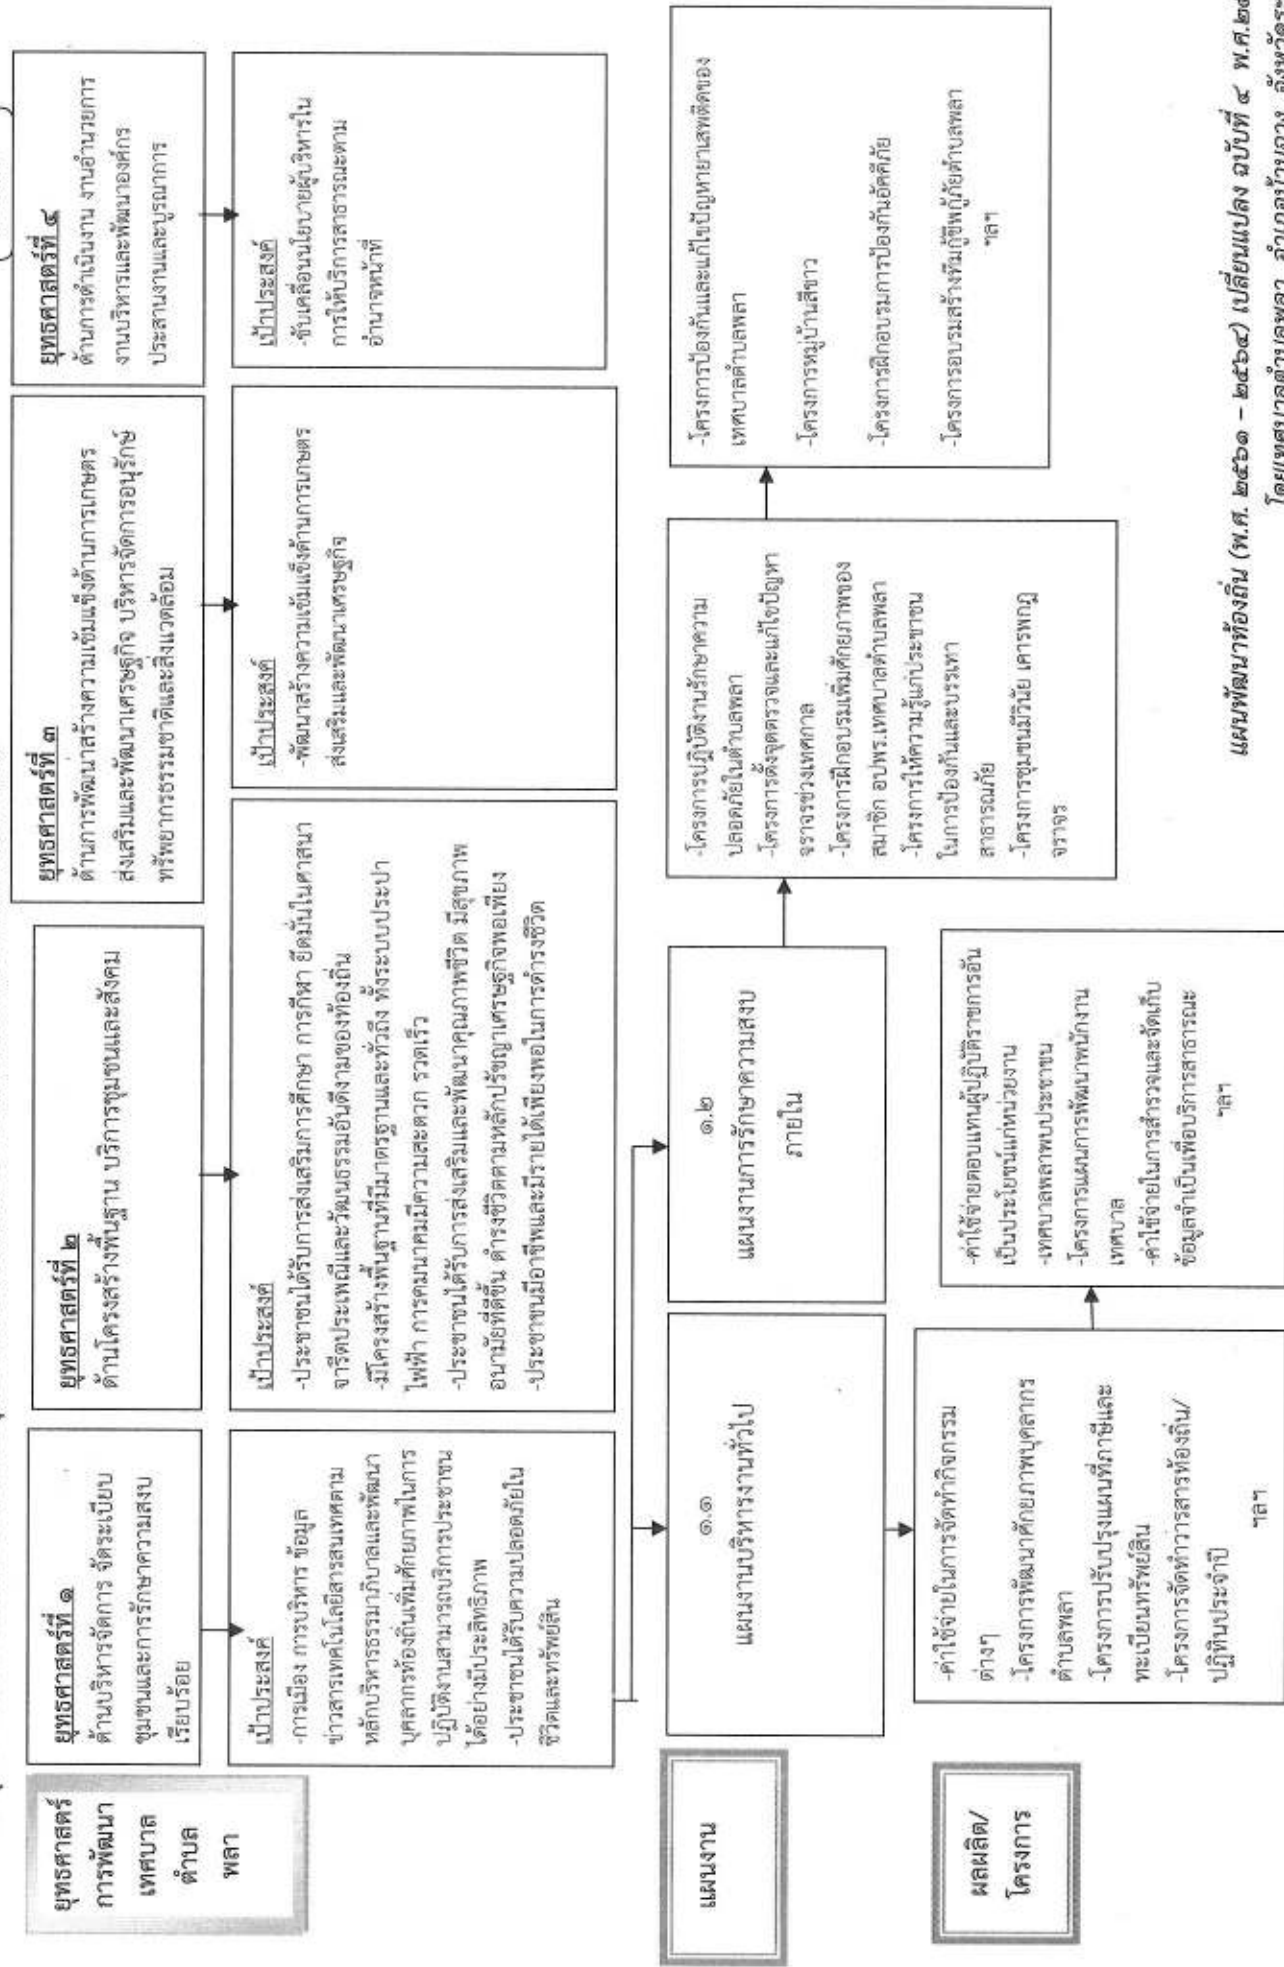 ยุทธศาสตร์
การพัฒนา
เทศบาล
ตำบล
พลา
ยุทธศาสตร์ที่ ๑
ด้านบริหารจัดการ จัดระเบียบ
ชุมชนและการรักษาความสงบ
เรียบร้อย
ยุทธศาสตร์ที่ ๒
ด้านโครงสร้างพื้นฐาน บริการชุมชนและสังคม
ยุทธศาสตร์ที่ ๓
ด้านการพัฒนาสร้างความเข้มแข็งด้านการเกษตร
ส่งเสริมและพัฒนาเศรษฐกิจ บริหารจัดการอนุรักษ์
ทรัพยากรธรรมชาติและสิ่งแวดล้อม
ยุทธศาสตร์ที่ ๔
ด้านการดำเนินงาน งานอำนวยการ
งานบริหารและพัฒนาองค์กร
ประสานงานและบูรณาการ
เป้าประสงค์
-การเมือง การบริหาร ข้อมูล
ข่าวสารเทคโนโลยีสารสนเทศตาม
หลักบริหารธรรมาภิบาลและพัฒนา
บุคลากรท้องถิ่นเพิ่มศักยภาพในการ
ปฏิบัติงานสามารถบริการประชาชน
ได้อย่างมีประสิทธิภาพ
-ประชาชนได้รับความปลอดภัยใน
ชีวิตและทรัพย์สิน
เป้าประสงค์
-ประชาชนได้รับการส่งเสริมการศึกษา การกีฬา ยึดมั่นในศาสนา
จารีตประเพณีและวัฒนธรรมอันดีงามของท้องถิ่น
-มีโครงสร้างพื้นฐานที่มีมาตรฐานและทั่วถึง ทั้งระบบประปา
ไฟฟ้า การคมนาคมมีความสะดวก รวดเร็ว
-ประชาชนได้รับการส่งเสริมและพัฒนาคุณภาพชีวิต มีสุขภาพ
อนามัยที่ดีขึ้น ดำรงชีวิตตามหลักปรัชญาเศรษฐกิจพอเพียง
-ประชาชนมีอาชีพและมีรายได้เพียงพอในการดำรงชีวิต
เป้าประสงค์
-พัฒนาสร้างความเข้มแข็งด้านการเกษตร
ส่งเสริมและพัฒนาเศรษฐกิจ
เป้าประสงค์
-ขับเคลื่อนนโยบายผู้บริหารใน
การให้บริการสาธารณะตาม
อำนาจหน้าที่
แผนงาน
๑.๑
แผนงานบริหารงานทั่วไป
๑.๒
แผนงานการรักษาความสงบ
ภายใน
-โครงการปฏิบัติงานรักษาความ
ปลอดภัยในตำบลพลา
-โครงการตั้งจุดตรวจและแก้ไขปัญหา
จราจรช่วงเทศกาล
-โครงการฝึกอบรมเพิ่มศักยภาพของ
สมาชิก อปพร.เทศบาลตำบลพลา
-โครงการให้ความรู้แก่ประชาชน
ในการป้องกันและบรรเทา
สาธารณภัย
-โครงการชุมชนมีวินัย เคารพกฎ
จราจร
-โครงการป้องกันและแก้ไขปัญหายาเสพติดของ
เทศบาลตำบลพลา
-โครงการหมู่บ้านสีขาว
-โครงการฝึกอบรมการป้องกันอัคคีภัย
-โครงการอบรมสร้างทีมกู้ชีพกู้ภัยตำบลพลา
ฯลฯ
ผลผลิต/
โครงการ
-ค่าใช้จ่ายในการจัดทำกิจกรรม
ต่างๆ
-โครงการพัฒนาศักยภาพบุคลากร
ตำบลพลา
-โครงการปรับปรุงแผนที่ภาษีและ
ทะเบียนทรัพย์สิน
-โครงการจัดทำวารสารท้องถิ่น/
ปฏิทินประจำปี
ฯลฯ
-ค่าใช้จ่ายตอบแทนผู้ปฏิบัติราชการอัน
เป็นประโยชน์แก่หน่วยงาน
-เทศบาลพลาพบประชาชน
-โครงการแผนการพัฒนาพนักงาน
เทศบาล
-ค่าใช้จ่ายในการสำรวจและจัดเก็บ
ข้อมูลจำเป็นเพื่อบริการสาธารณะ
ฯลฯ
แผนพัฒนาท้องถิ่น (พ.ศ. ๒๕๖๑ – ๒๕๖๕) เปลี่ยนแปลง ฉบับที่ ๔ พ.ศ.
โดยเทศบาลตำบลพลา อำเภอบ้านฉาง